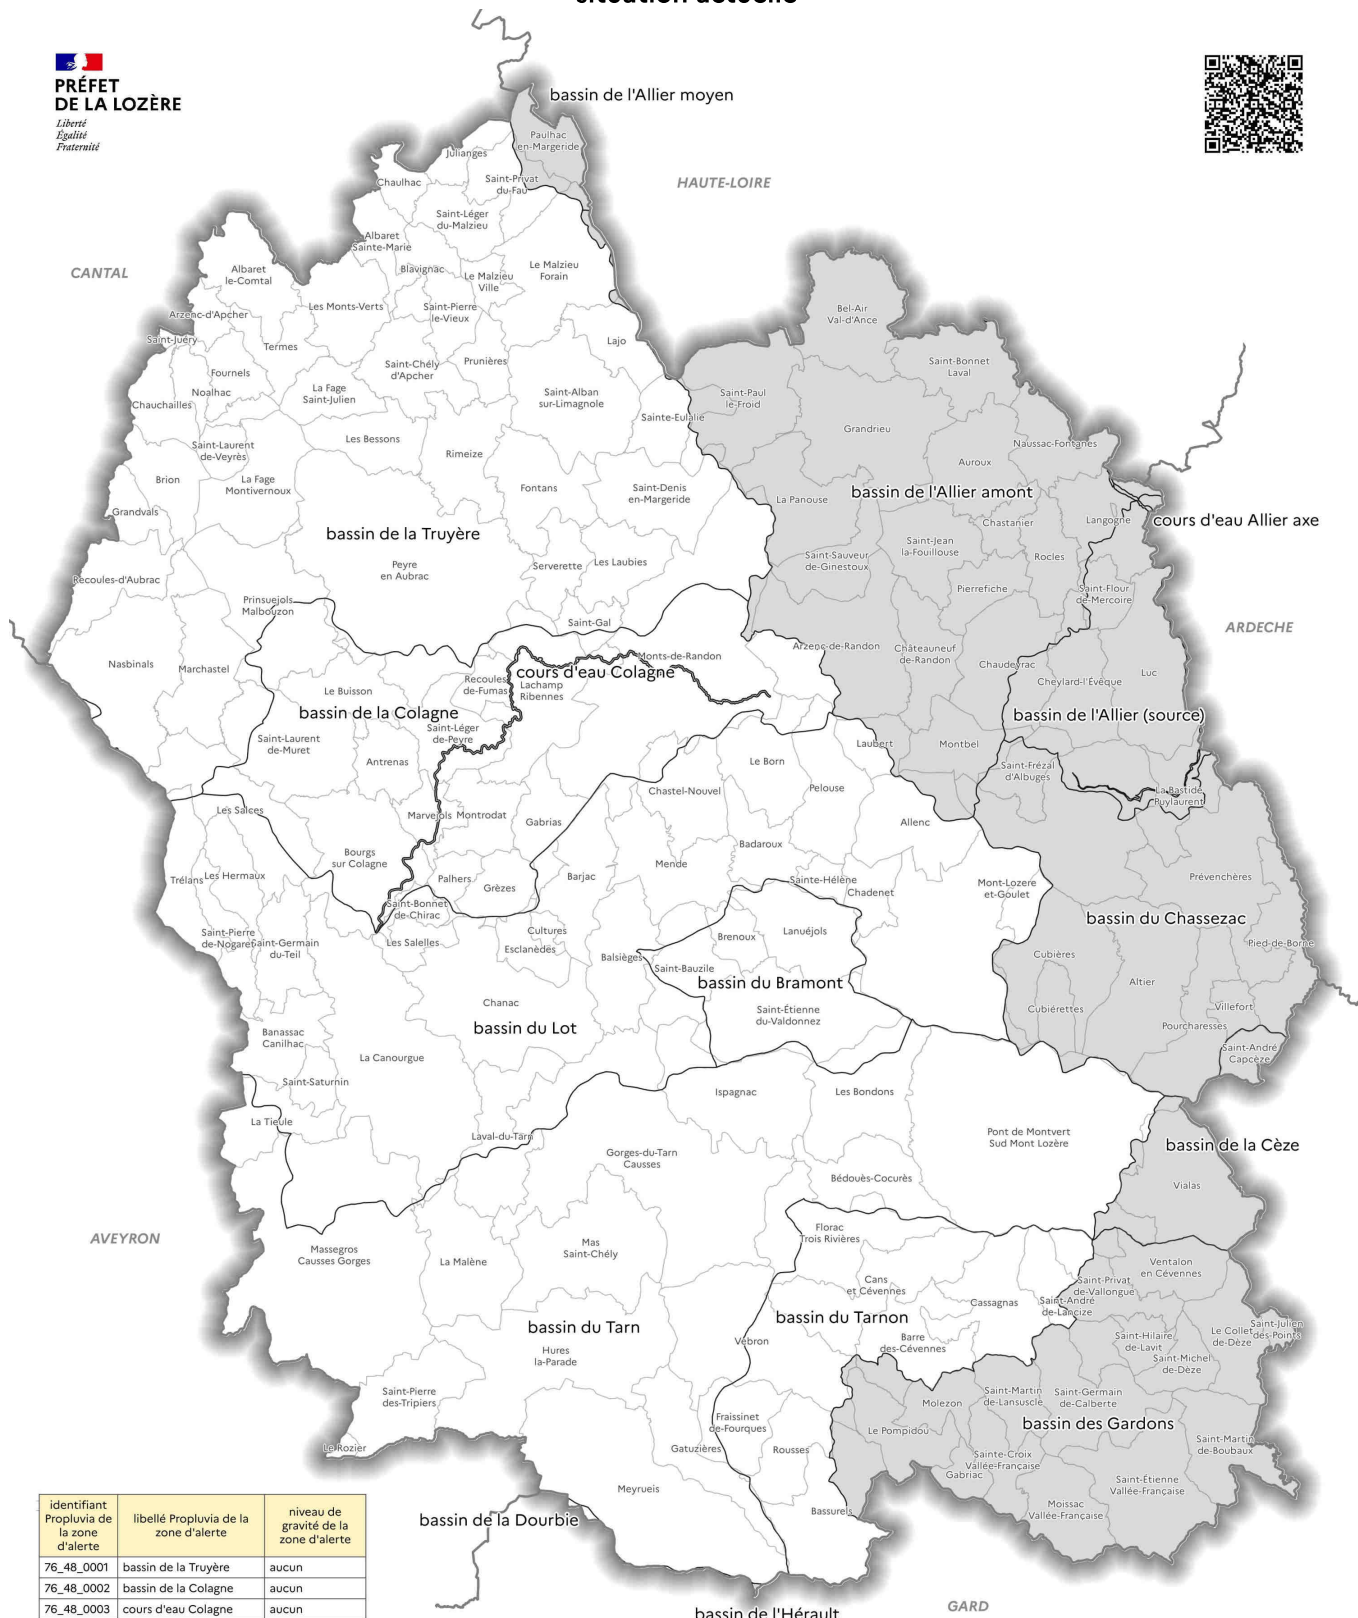 situation actuelle
PRÉFET
DE LA LOZÈRE
Liberté
Égalité
Fraternité
bassin de l'Allier moyen
Paulhac
en-Margeride
HAUTE-LOIRE
Julianges
Chaulhac
Saint-Privat
du-Fau
Saint-Léger
du-Malzieu
Albaret
Sainte-Marie
CANTAL
Albaret
le-Comtal
Blavignac
Le Malzieu
Ville
Le Malzieu
Forain
Les Monts-Verts
Saint-Pierre
le-Vieux
Bel-Air
Val-d'Ance
Arzenc-d'Apcher
Saint-Juéry
Termes
Lajo
Fournels
Saint-Chély
d'Apcher
Prunières
Saint-Bonnet
Laval
Noalhac
La Fage
Saint-Julien
Saint-Alban
sur-Limagnole
Saint-Paul
le-Froid
Chauchailles
Sainte-Eulalie
Grandrieu
Saint-Laurent
de-Veyrès
Les Bessons
Rimeize
Naussac-Fontanes
Auroux
Brion
La Fage
Montivernoux
Fontans
Saint-Denis
en-Margeride
La Panouse
bassin de l'Allier amont
Grandvals
Chastanier
Langogne
cours d'eau Allier axe
bassin de la Truyère
Saint-Jean
la-Fouillouse
Saint-Sauveur
de-Ginestoux
Rocles
Peyre
en Aubrac
Serverette
Les Laubies
Recoules-d'Aubrac
Pierrefiche
Saint-Flour
de-Mercoire
Prinsuejols
Malbouzon
Saint-Gal
ARDECHE
Arzenc-de-Randon
Châteauneuf
de-Randon
Monts-de-Randon
Nasbinals
Marchastel
cours d'eau Colagne
Chaudeyrac
Luc
Recoules
de-Fumas
Lachamp
Ribennes
Cheylard-l'Évêque
Le Buisson
bassin de la Colagne
bassin de l'Allier (source)
Saint-Léger
de-Peyre
Saint-Laurent
de-Muret
Laubert
Montbel
Antrenas
Le Born
Saint-Frézal
d'Albuges
Chastel-Nouvel
Pelouse
La Bastide
Puylaurent
Les Salces
Marvejols
Montrodat
Gabrias
Allenc
Badaroux
Bourgs
sur Colagne
Mende
Trélans
Les Hermaux
Palhers
Grèzes
Barjac
Sainte-Hélène
Chadenet
Mont-Lozere
et-Goulet
Prévenchères
Saint-Bonnet
de-Chirac
bassin du Chassezac
Saint-Pierre
de-Nogaret
Saint-Germain
du-Teil
Les Salelles
Cultures
Esclanèdes
Brenoux
Lanuéjols
Pied-de-Borne
Balsièges
Saint-Bauzile
Cubières
bassin du Bramont
Altier
Chanac
Saint-Étienne
du-Valdonnez
Cubiérettes
Villefort
bassin du Lot
Pourcharesses
Banassac
Canilhac
La Canourgue
Saint-André
Capcèze
Saint-Saturnin
Ispagnac
Les Bondons
La Tieule
Laval-du-Tarn
Pont de Montvert
Sud Mont Lozère
bassin de la Cèze
Gorges-du-Tarn
Causses
Bédouès-Cocurès
Vialas
AVEYRON
Florac
Trois Rivières
Massegros
Causses Gorges
La Malène
Mas
Saint-Chély
Ventalon
en Cévennes
Cans
et Cévennes
Saint-Privat
de-Vallongue
Cassagnas
Saint-André
de-Lancize
bassin du Tarn
bassin du Tarnon
Saint-Julien
des-Points
Le Collet
de-Dèze
Vebron
Barre
des-Cévennes
Saint-Hilaire
de-Lavit
Hures
la-Parade
Saint-Michel
de-Dèze
Saint-Pierre
des-Tripiers
Molezon
Saint-Martin
de-Lansuscle
Saint-Germain
de-Calberte
Fraissinet
de-Fourques
Le Pompidou
bassin des Gardons
Le Rozier
Gatuzières
Rousses
Sainte-Croix
Vallée-Française
Gabriac
Saint-Martin
de-Boubaux
Meyrueis
Saint-Étienne
Vallée-Française
Bassurels
Moissac
Vallée-Française
bassin de la Dourbie
bassin de l'Hérault
GARD
identifiant Propluvia de la zone d'alerte libellé Propluvia de la zone d'alerte niveau de gravité de la zone d'alerte
76_48_0001 bassin de la Truyère aucun
76_48_0002 bassin de la Colagne aucun
76_48_0003 cours d'eau Colagne aucun